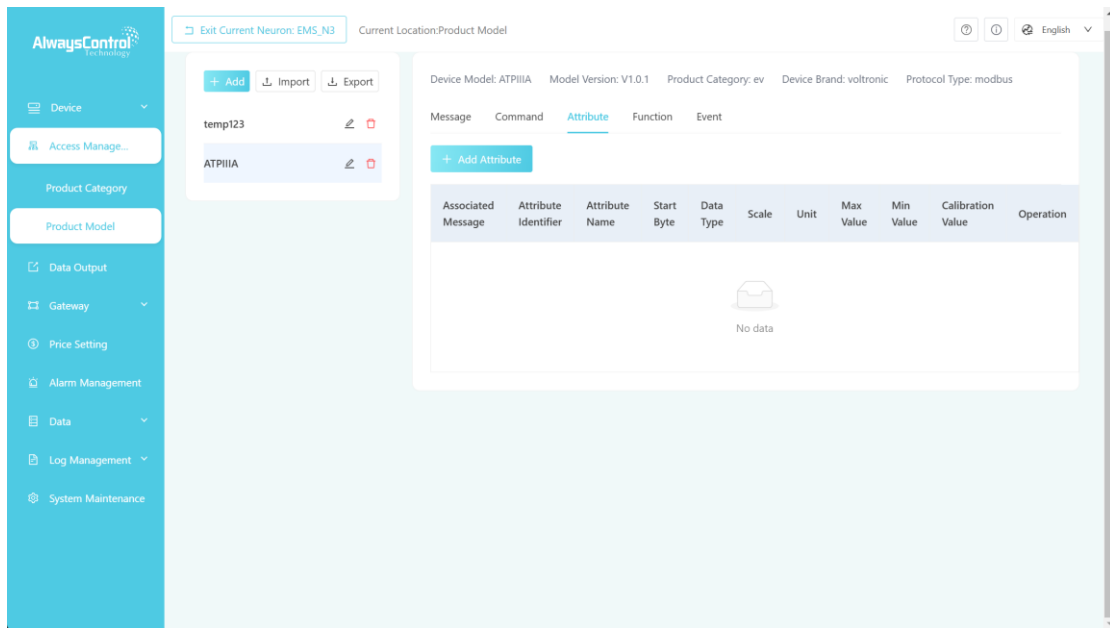 AlwaysControl
Technology
Exit Current Neuron: EMS_N3
Current Location:Product Model
English
Device
Access Manage...
Product Category
Product Model
Data Output
Gateway
Price Setting
Alarm Management
Data
Log Management
System Maintenance
+ Add
Import
Export
temp123
ATPIIIA
Device Model: ATPIIIA Model Version: V1.0.1 Product Category: ev Device Brand: voltronic Protocol Type: modbus
Message Command Attribute Function Event
+ Add Attribute
Associated Message
Attribute Identifier
Attribute Name
Start Byte
Data Type
Scale
Unit
Max Value
Min Value
Calibration Value
Operation
No data